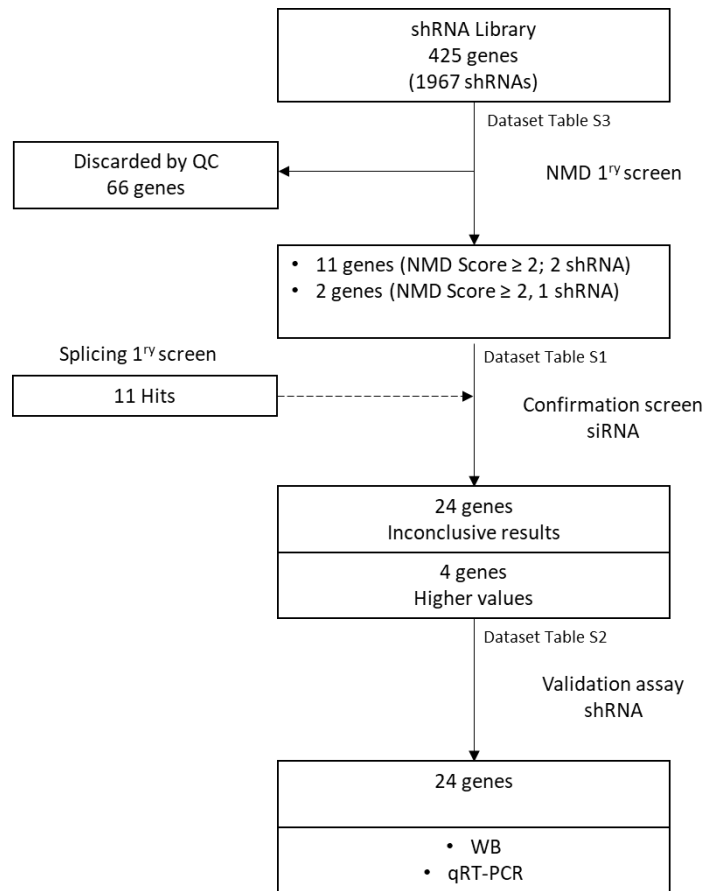 shRNA Library
425 genes
(1967 shRNAs)
Dataset Table S3
Discarded by QC
66 genes
NMD 1ry screen
• 11 genes (NMD Score ≥ 2; 2 shRNA)
• 2 genes (NMD Score ≥ 2, 1 shRNA)
Splicing 1ry screen
Dataset Table S1
11 Hits
Confirmation screen
siRNA
24 genes
Inconclusive results
4 genes
Higher values
Dataset Table S2
Validation assay
shRNA
24 genes
• WB
• qRT-PCR